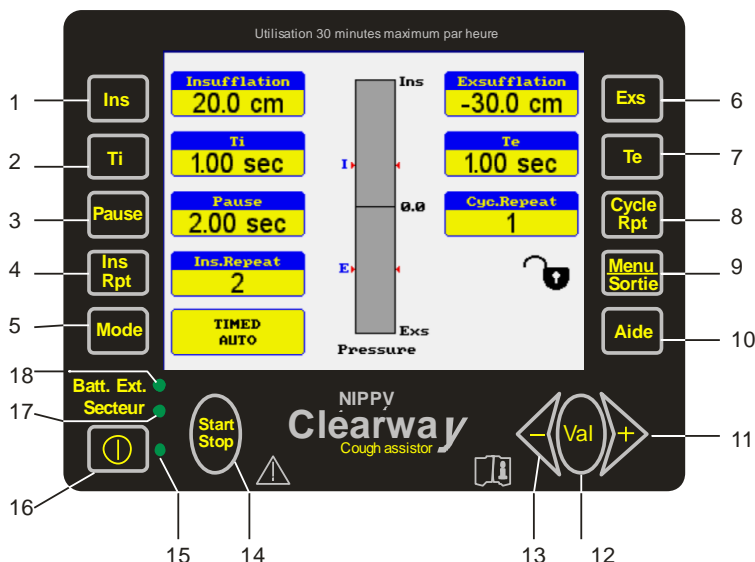 Utilisation 30 minutes maximum par heure
1
Ins
2
Ti
3
Pause
4
Ins
Rpt
5
Mode
Insufflation
20.0 cm
Ti
1.00 sec
Pause
2.00 sec
Ins.Repeat
2
TIMED
AUTO
Ins
I
0.0
E
Exs
Pressure
Exsufflation
-30.0 cm
Te
1.00 sec
Cyc.Repeat
1
Exs
6
Te
7
Cycle
Rpt
8
Menu
Sortie
9
Aide
10
18
Batt. Ext.
17
Secteur
Start
Stop
NIPPV
Clearway
Cough assistor
–
Val
+
11
16
15
14
13
12